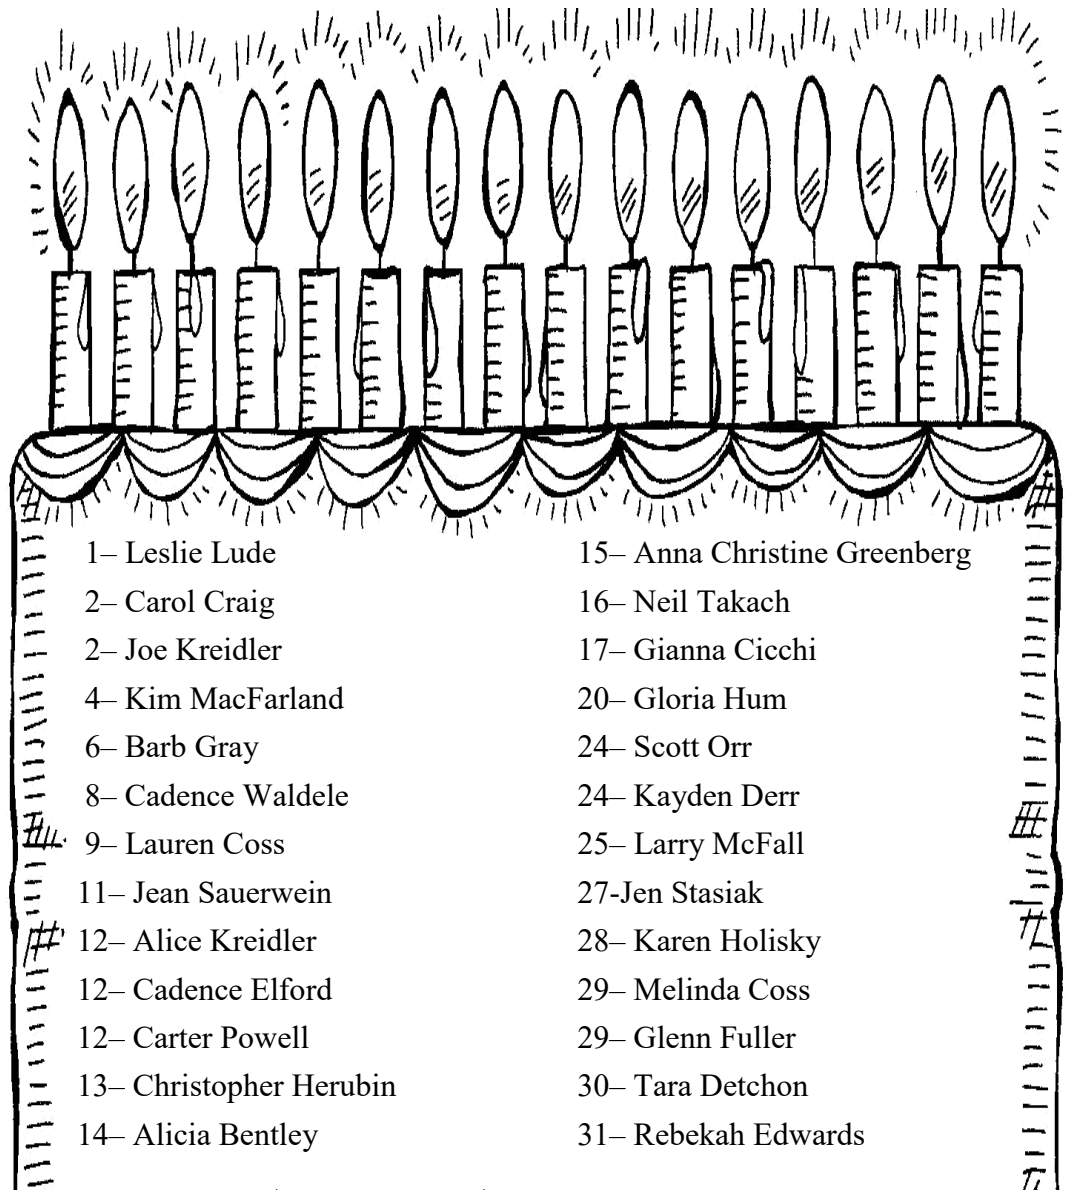 1– Leslie Lude
2– Carol Craig
2– Joe Kreidler
4– Kim MacFarland
6– Barb Gray
8– Cadence Waldele
9– Lauren Coss
11– Jean Sauerwein
12– Alice Kreidler
12– Cadence Elford
12– Carter Powell
13– Christopher Herubin
14– Alicia Bentley
15– Anna Christine Greenberg
16– Neil Takach
17– Gianna Cicchi
20– Gloria Hum
24– Scott Orr
24– Kayden Derr
25– Larry McFall
27-Jen Stasiak
28– Karen Holisky
29– Melinda Coss
29– Glenn Fuller
30– Tara Detchon
31– Rebekah Edwards